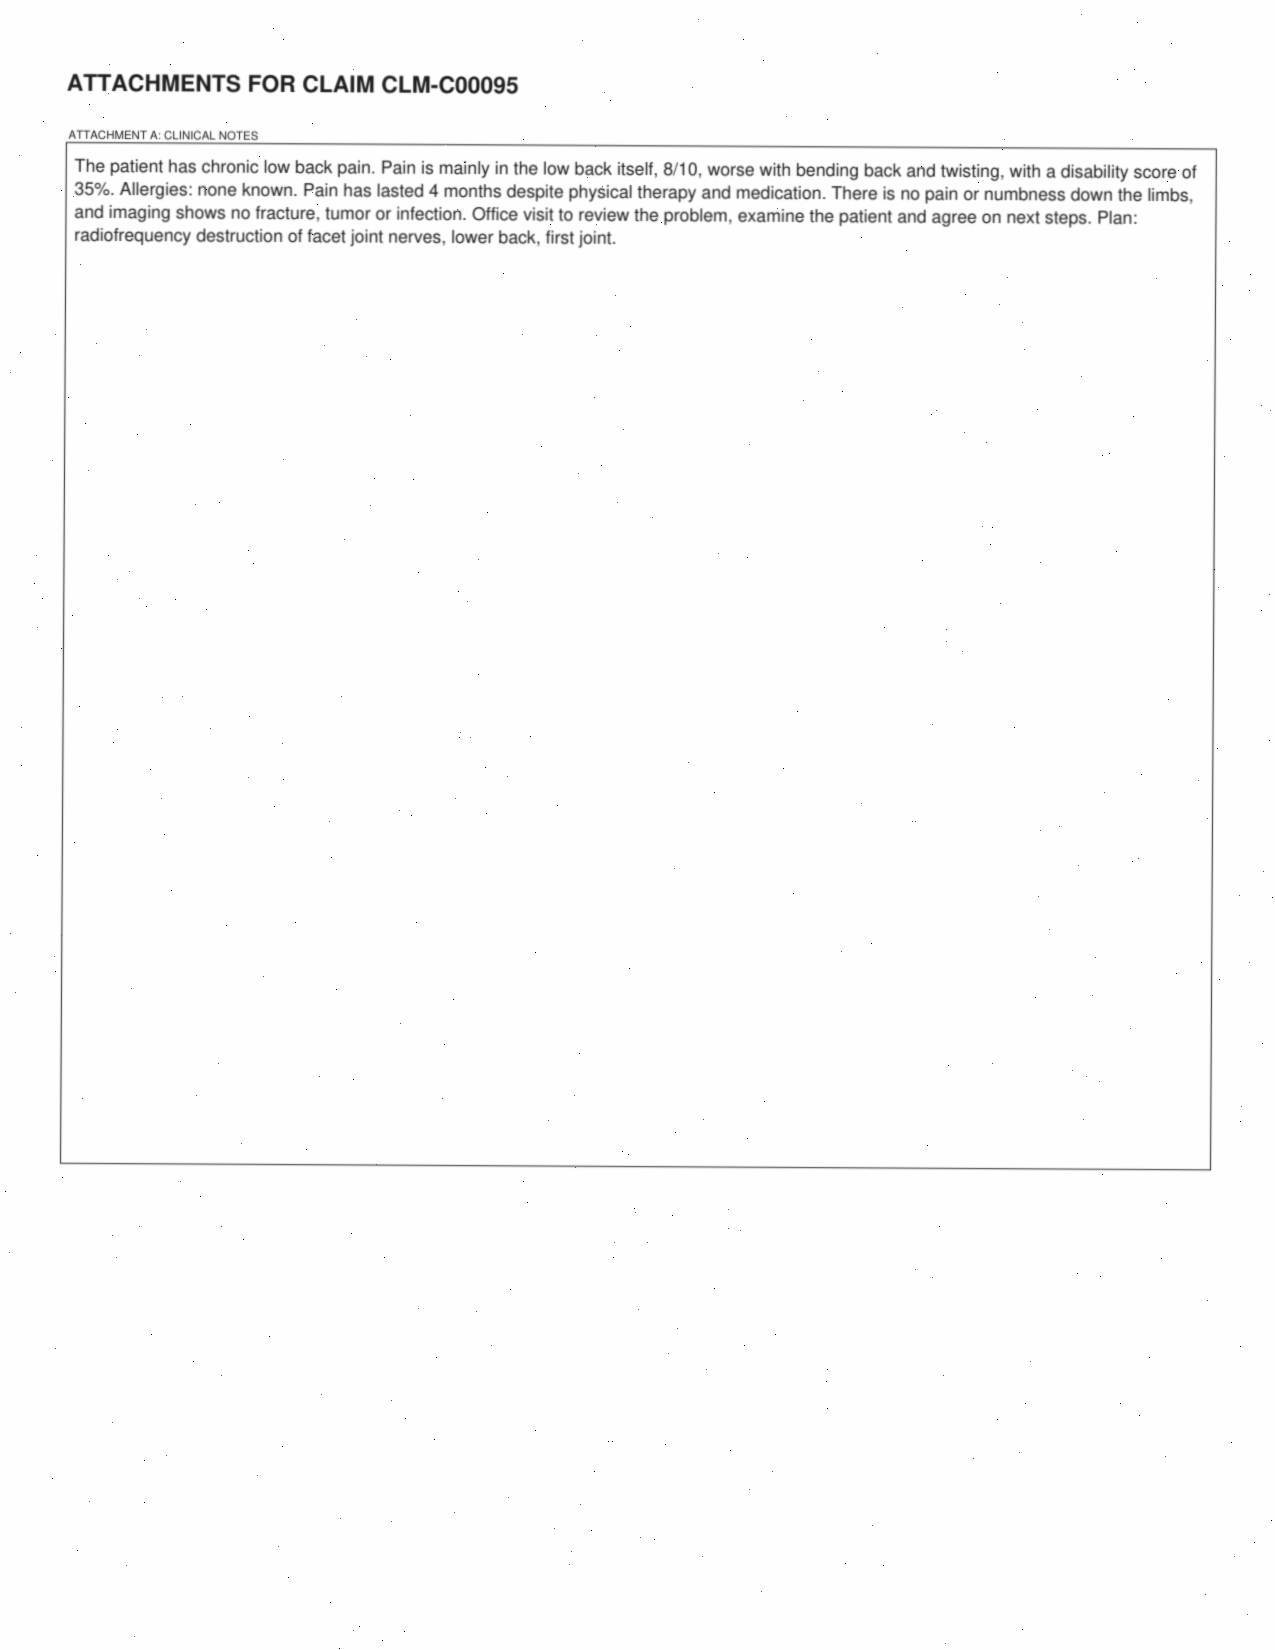 ATTACHMENTS FOR CLAIM CLM-C00095
ATTACHMENT A: CLINICAL NOTES
The patient has chronic low back pain. Pain is mainly in the low back itself, 8/10, worse with bending back and twisting, with a disability score of
35%. Allergies: none known. Pain has lasted 4 months despite physical therapy and medication. There is no pain or numbness down the limbs,
and imaging shows no fracture, tumor or infection. Office visit to review the problem, examine the patient and agree on next steps. Plan:
radiofrequency destruction of facet joint nerves, lower back, first joint.